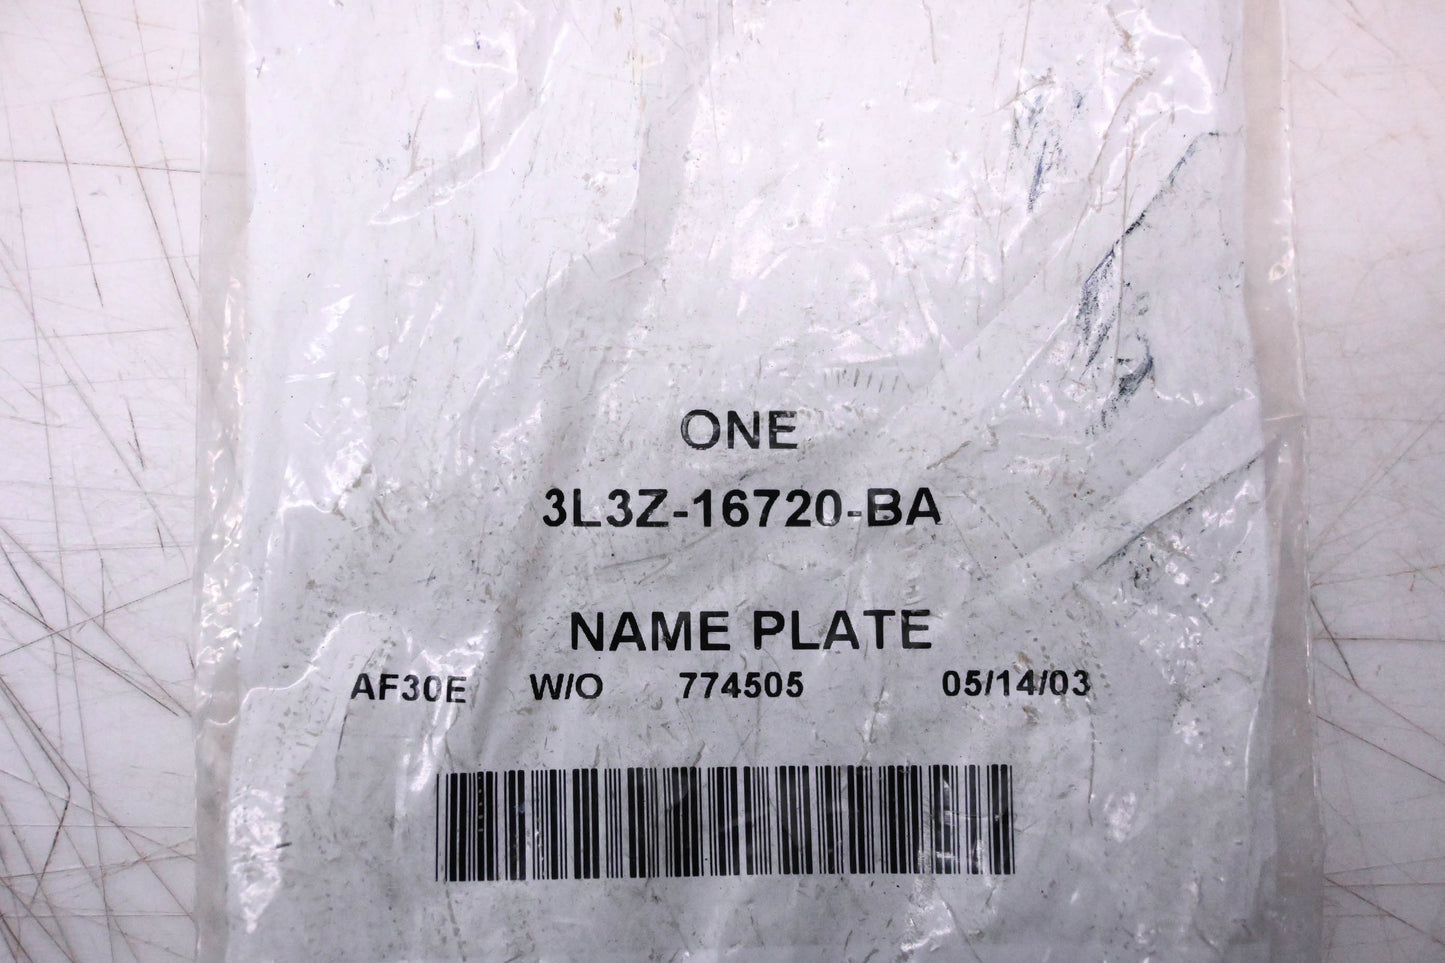 ONE
3L3Z-16720-BA
NAME PLATE
AF30E W/O 774505 05/14/03